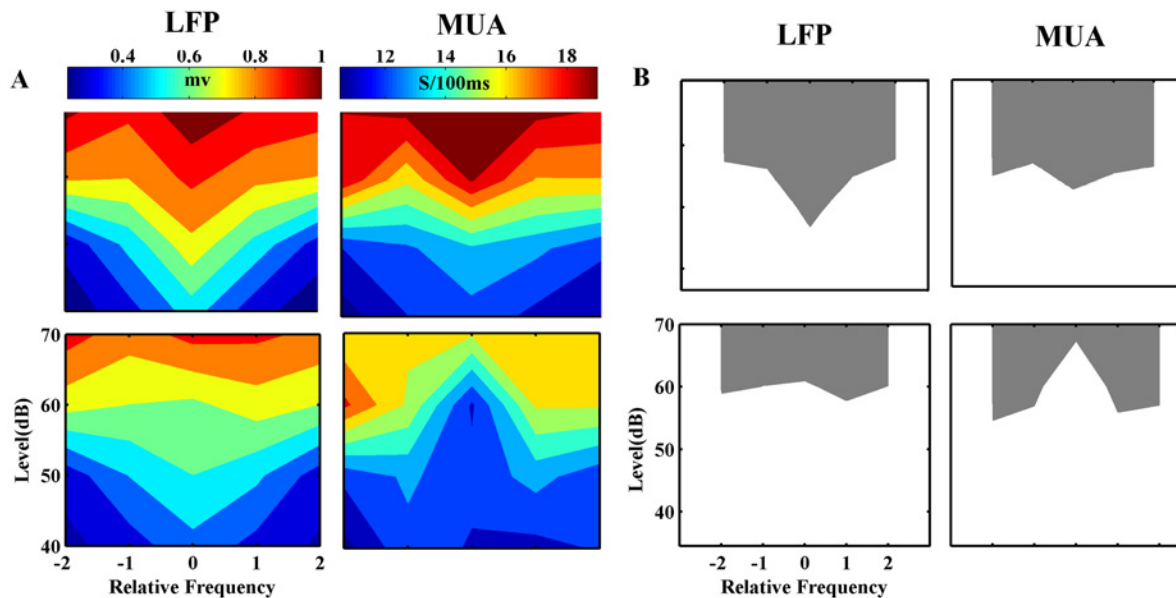 LFP MUA
A
0.4 0.6 0.8 1 12 14 16 18
mv S/100ms
70
60
50
40
Level(dB)
-2 -1 0 1 2
Relative Frequency
B
LFP MUA
70
60
50
40
Level(dB)
-2 -1 0 1 2
Relative Frequency